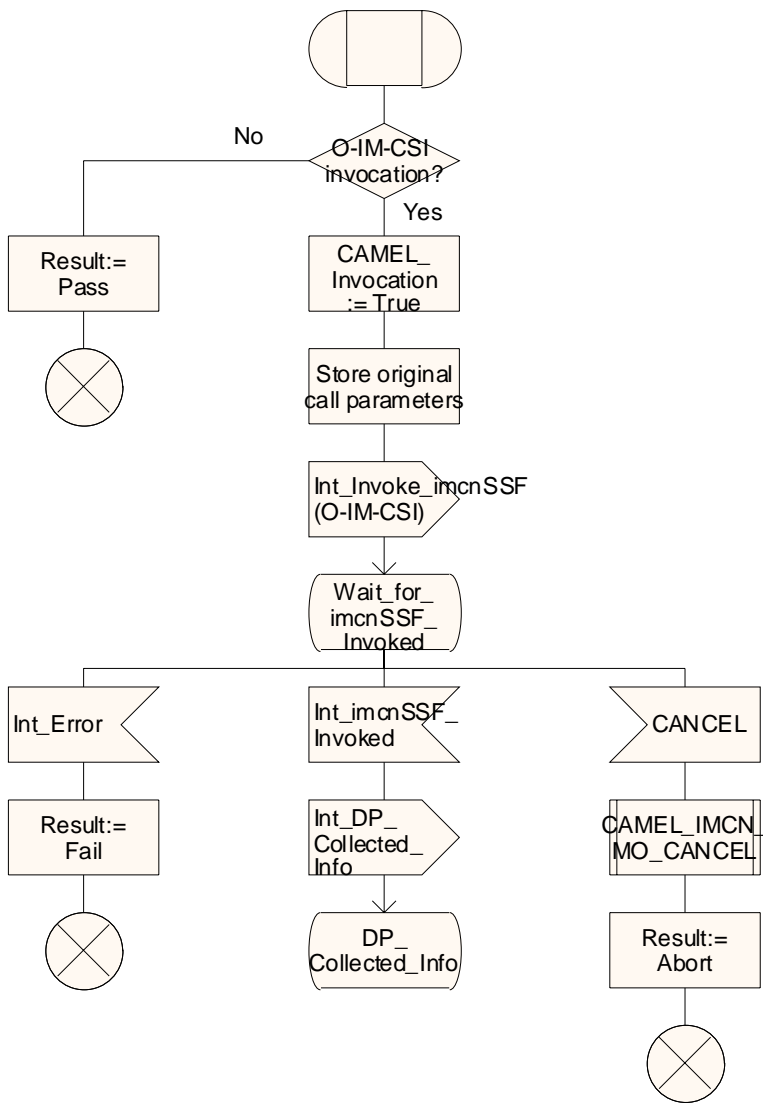 No
O-IM-CSI
invocation?
Yes
Result:=
Pass
CAMEL_
Invocation
:= True
Store original
call parameters
Int_Invoke_imcnSSF
(O-IM-CSI)
Wait_for_
imcnSSF_
Invoked
Int_Error
Int_imcnSSF_
Invoked
CANCEL
Result:=
Fail
Int_DP_
Collected_
Info
CAMEL_IMCN_
MO_CANCEL
DP_
Collected_Info
Result:=
Abort